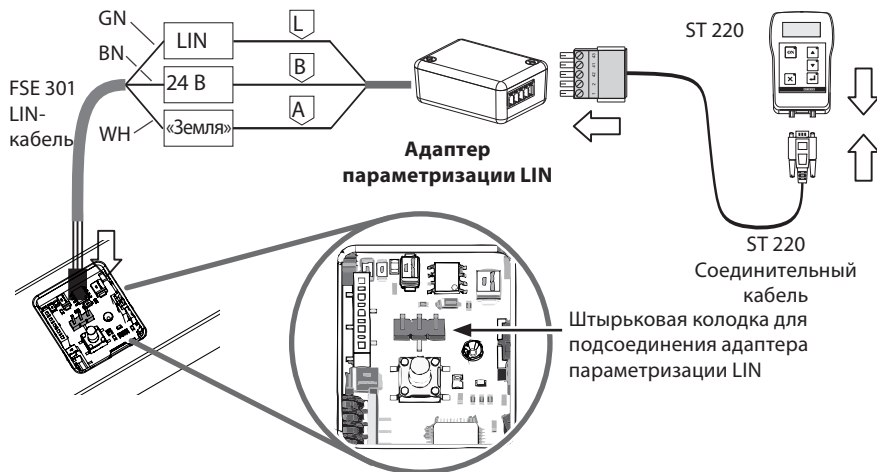 GN
LIN
L
BN
24 В
B
FSE 301
LIN-
кабель
WH
«Земля»
A
Адаптер
параметризации LIN
ST 220
ST 220
Соединительный
кабель
Штырьковая колодка для
подсоединения адаптера
параметризации LIN